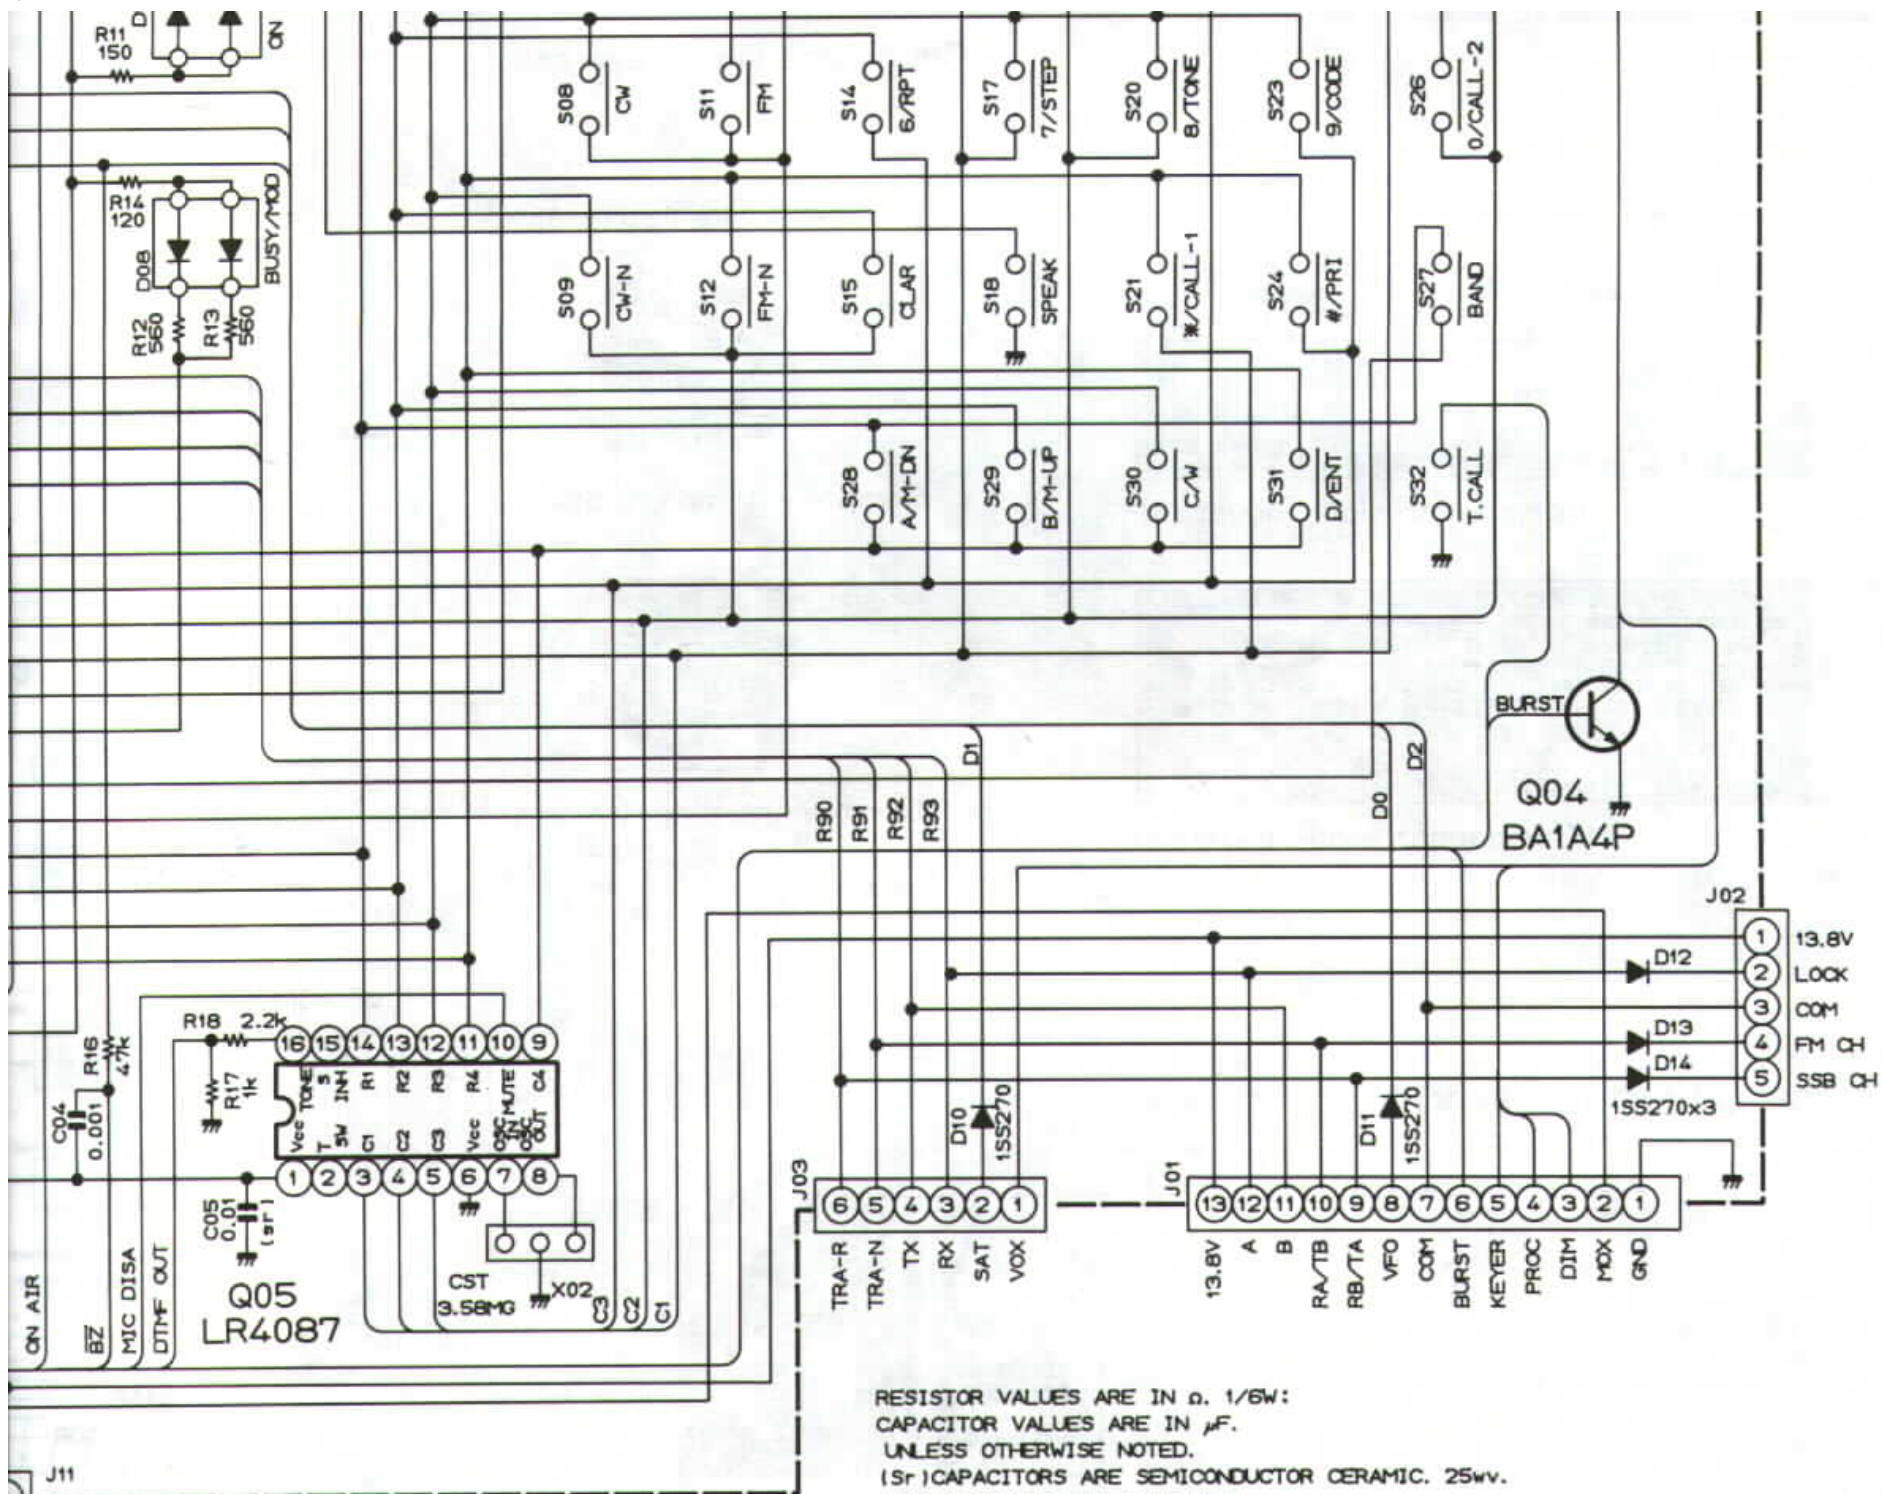 R11
150
D
ON
S08
CW
S11
FM
S14
6/RPT
S17
7/STEP
S20
8/TONE
S23
9/CODE
S26
0/CALL-2
R14
120
D08
BUSY/MOD
R12
560
R13
560
S09
CW-N
S12
FM-N
S15
CLAR
S18
SPEAK
S21
※/CALL-1
S24
#/PRI
S27
BAND
S28
A/M-DN
S29
B/M-UP
S30
C/W
S31
D/ENT
S32
T.CALL
BURST
Q04
BA1A4P
D1
D0
D2
R90
R91
R92
R93
J02
1 13.8V
2 LOCK
3 COM
4 FM CH
5 SSB CH
D12
D13
D14
1SS270x3
R16
47k
C04
0.001
R18 2.2k
R17
1k
16 15 14 13 12 11 10 9
TONE
S INH
R1
R2
R3
R4
MUTE
C4
Vcc
T SW
C1
C2
C3
Vcc
OSC IN
OSC OUT
1 2 3 4 5 6 7 8
C05
0.01
(sr)
Q05
LR4087
CST
3.58MG
X02
C3
C2
C1
D10
1SS270
D11
1SS270
J03
6 5 4 3 2 1
TRA-R
TRA-N
TX
RX
SAT
VOX
J01
13 12 11 10 9 8 7 6 5 4 3 2 1
13.8V
A
B
RA/TB
RB/TA
VFO
COM
BURST
KEYER
PROC
DIM
MOX
GND
ON AIR
BZ
MIC DISA
DTMF OUT
J11
RESISTOR VALUES ARE IN Ω. 1/6W:
CAPACITOR VALUES ARE IN μF.
UNLESS OTHERWISE NOTED.
(Sr)CAPACITORS ARE SEMICONDUCTOR CERAMIC. 25wv.